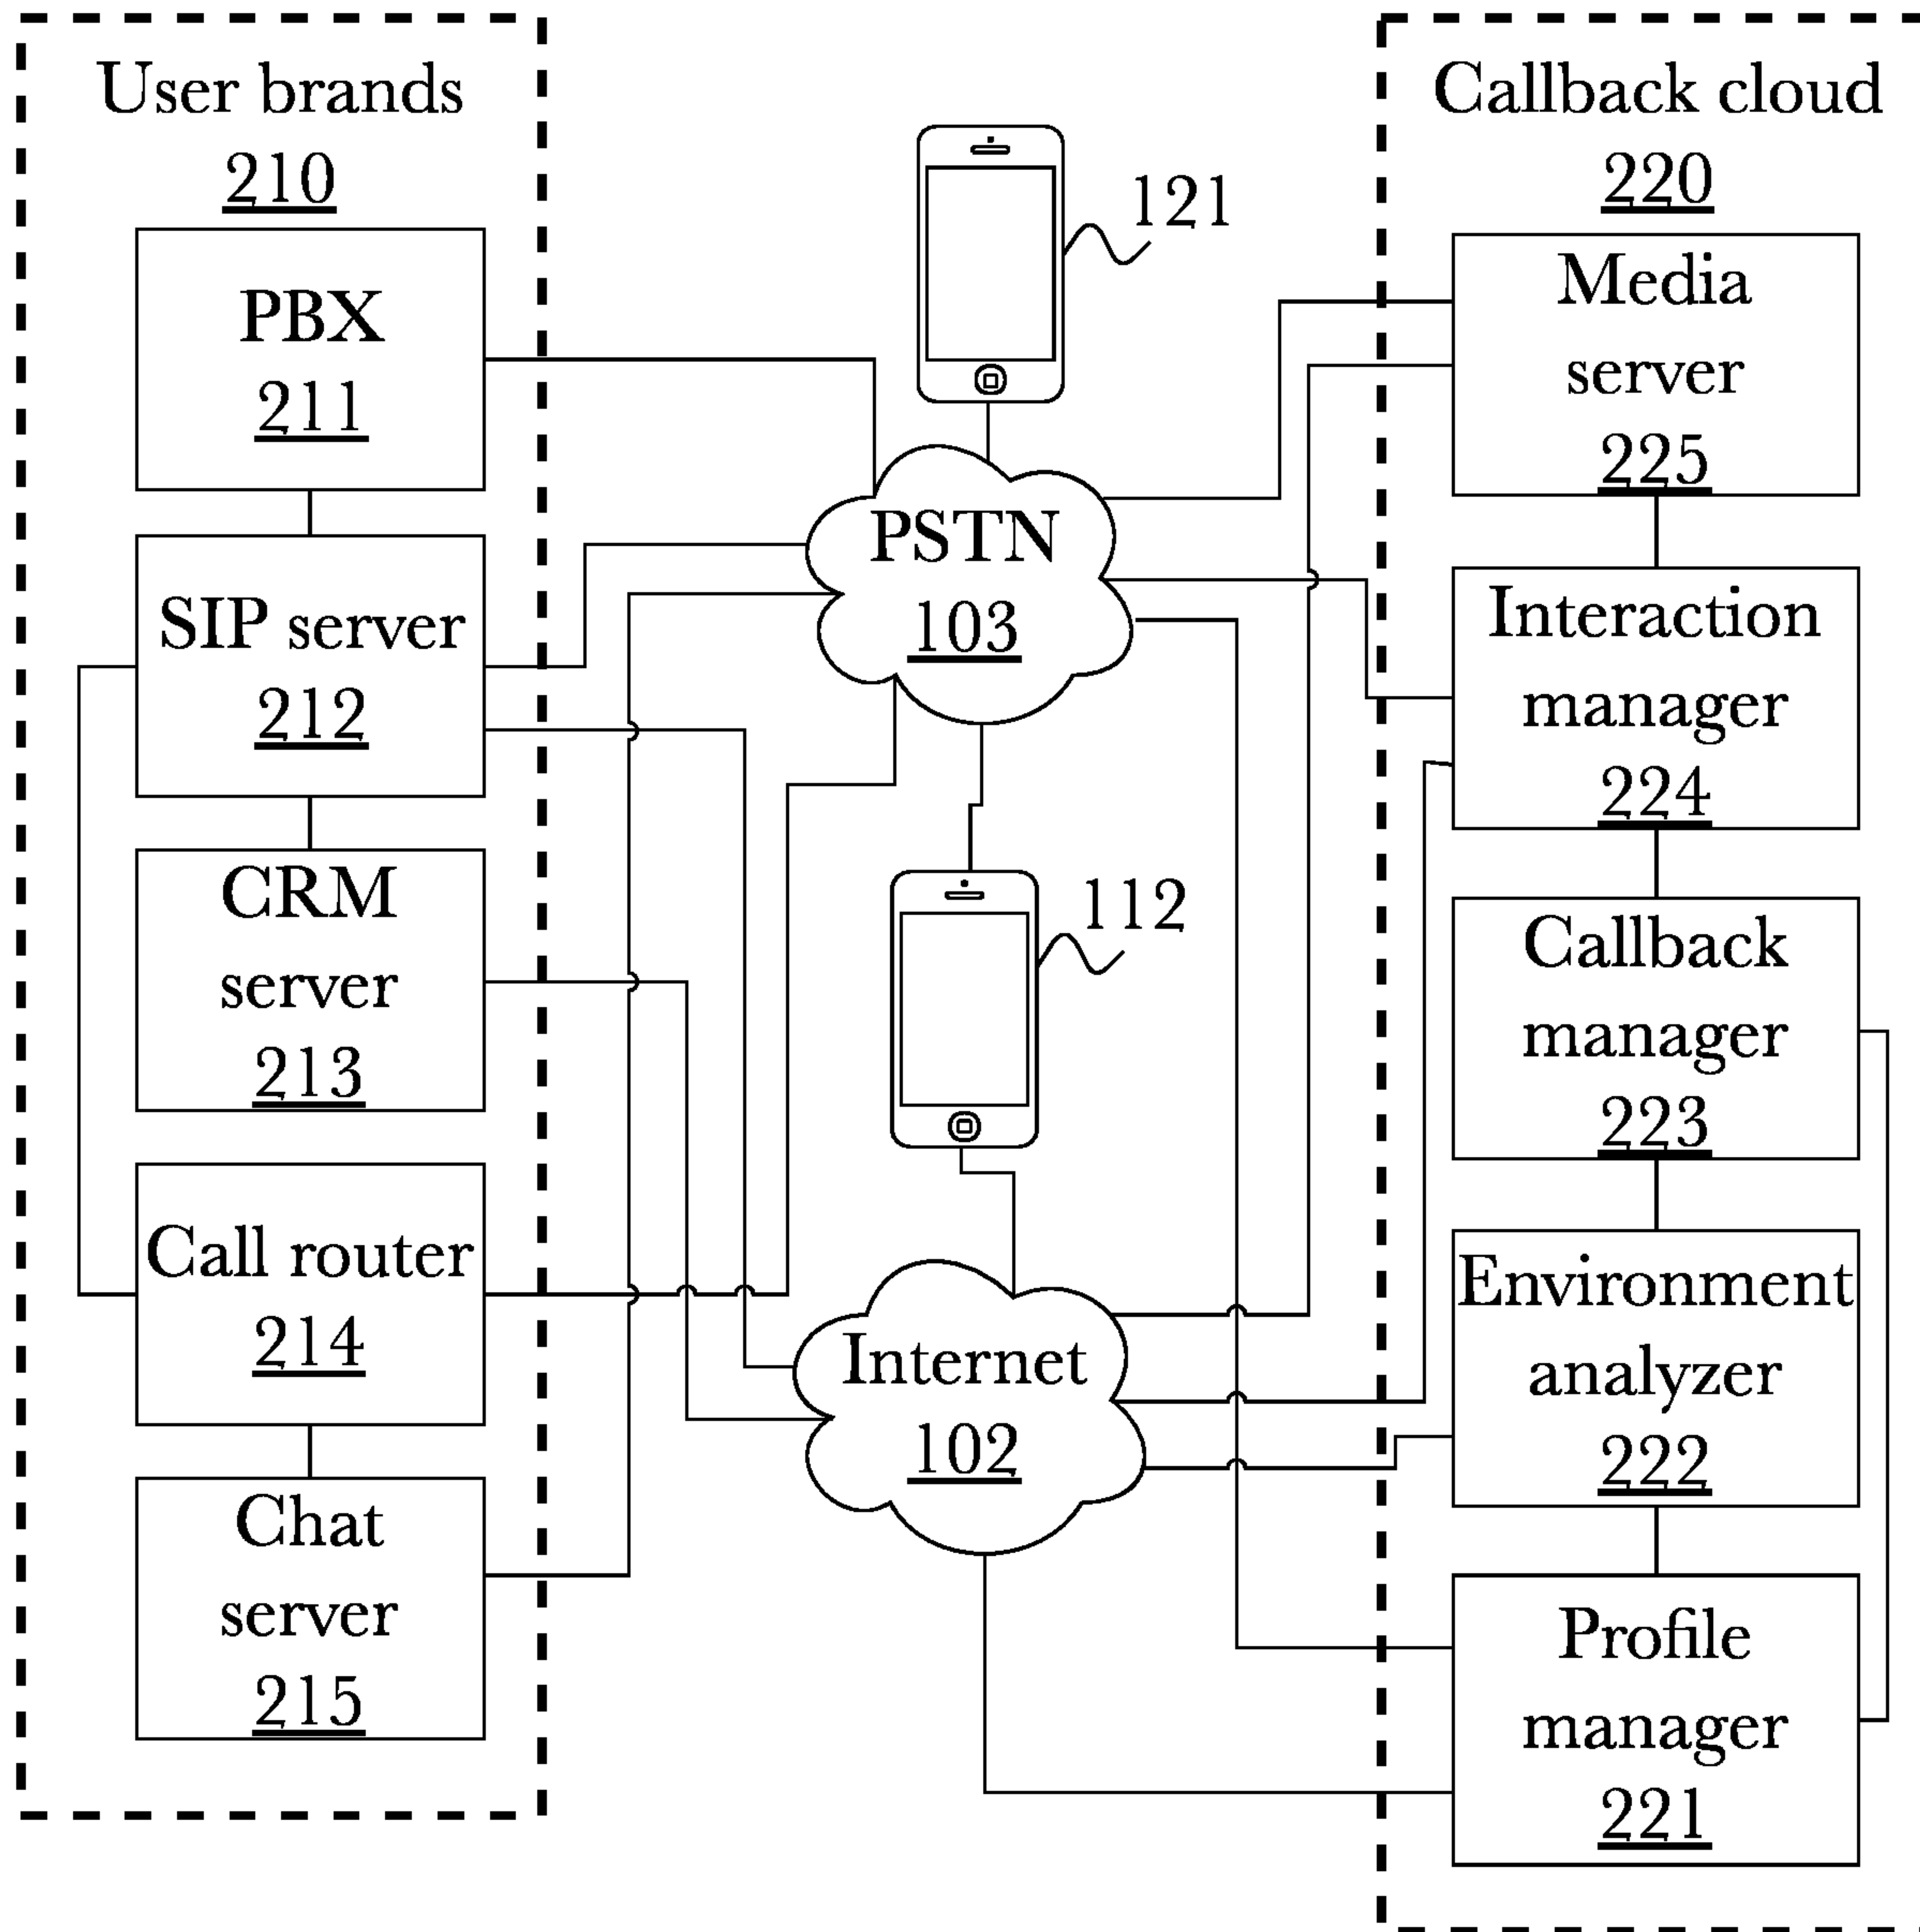 User brands
210
PBX
211
SIP server
212
CRM
server
213
Call router
214
Chat
server
215
121
PSTN
103
112
Internet
102
Callback cloud
220
Media
server
225
Interaction
manager
224
Callback
manager
223
Environment
analyzer
222
Profile
manager
221